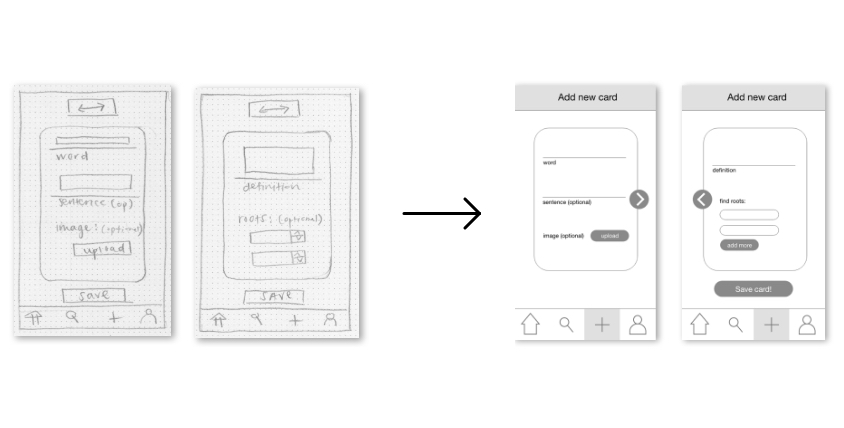 word
sentence (op)
image: (optional)
upload
save
definition
roots: (optional)
SAVE
Add new card
word
sentence (optional)
image (optional)
upload
Add new card
definition
find roots:
add more
Save card!